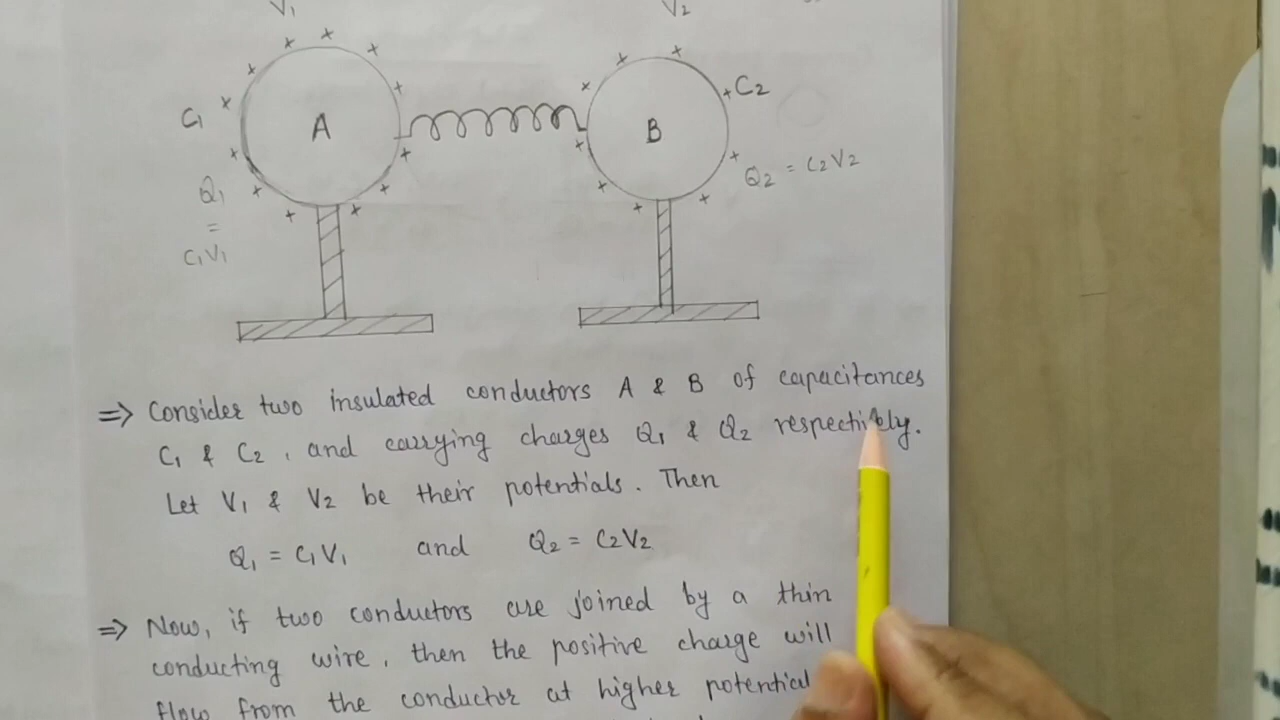 V1 V2
A
B
C1
C2
Q1
=
C1V1
Q2 = C2V2
⇒ Consider two insulated conductors A & B of capacitances
C1 & C2, and carrying charges Q1 & Q2 respectively.
Let V1 & V2 be their potentials. Then
Q1 = C1V1 and Q2 = C2V2
⇒ Now, if two conductors are joined by a thin
conducting wire, then the positive charge will
flow from the conductor at higher potential